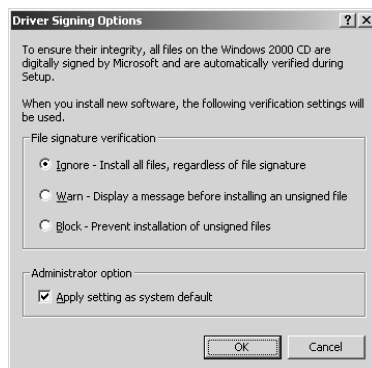 Driver Signing Options
To ensure their integrity, all files on the Windows 2000 CD are
digitally signed by Microsoft and are automatically verified during
Setup.
When you install new software, the following verification settings will
be used.
File signature verification
Ignore - Install all files, regardless of file signature
Warn - Display a message before installing an unsigned file
Block - Prevent installation of unsigned files
Administrator option
Apply setting as system default
OK Cancel